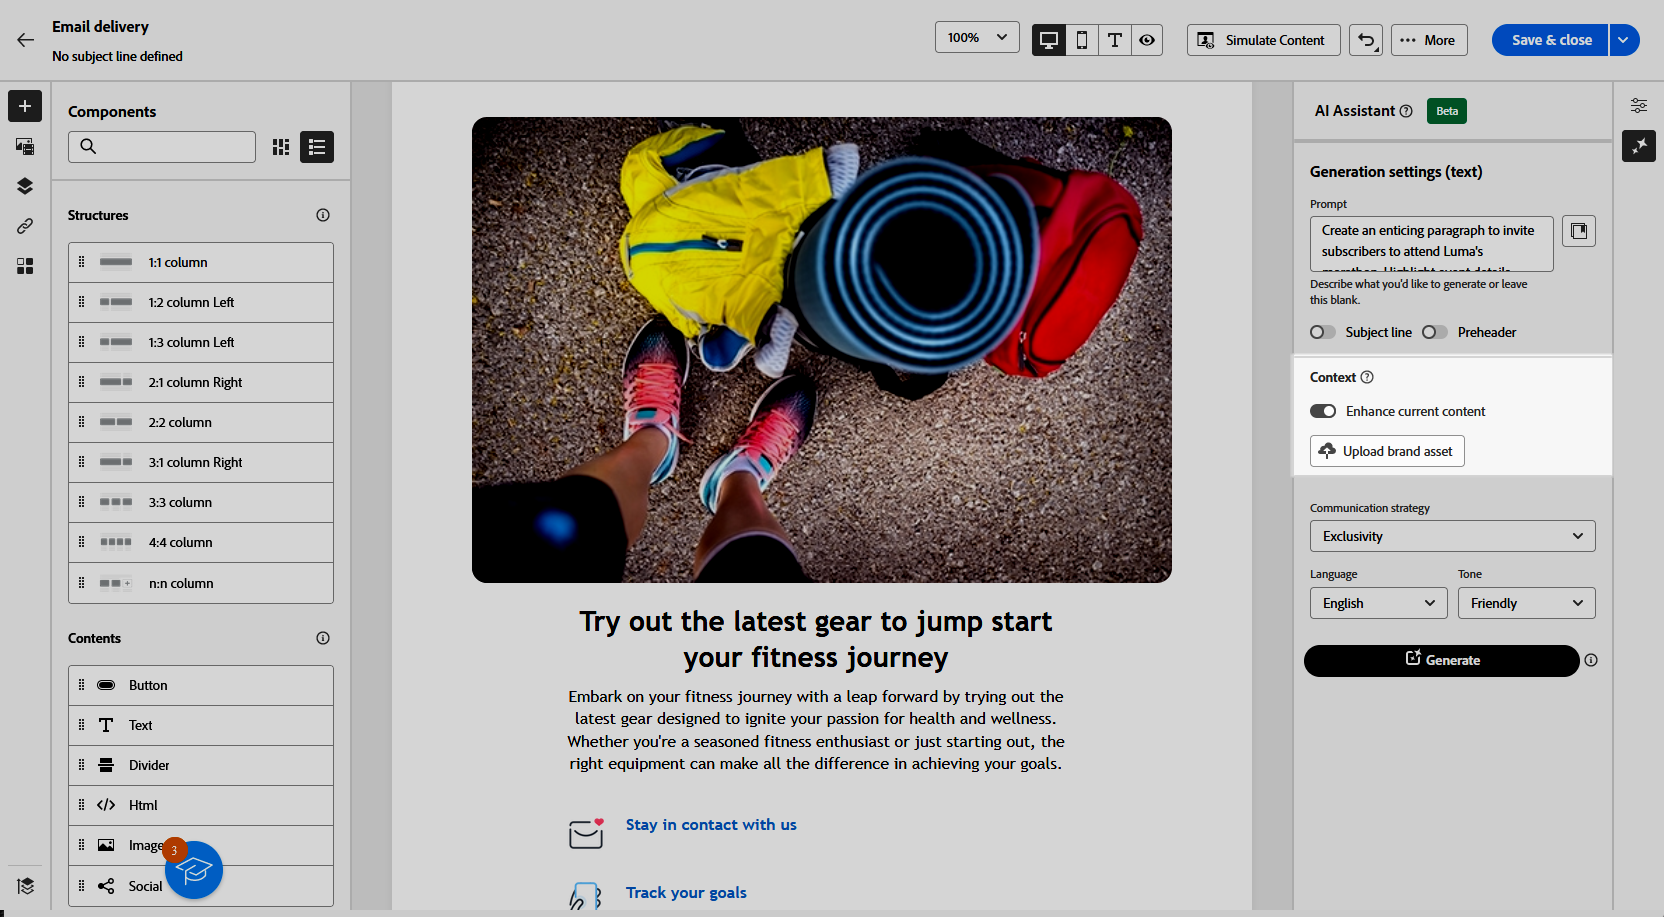 Email delivery
No subject line defined
100%
Simulate Content
More
Save & close
Components
Structures
1:1 column
1:2 column Left
1:3 column Left
2:1 column Right
2:2 column
3:1 column Right
3:3 column
4:4 column
n:n column
Contents
Button
Text
Divider
Html
Image
3
Social
Try out the latest gear to jump start
your fitness journey
Embark on your fitness journey with a leap forward by trying out the
latest gear designed to ignite your passion for health and wellness.
Whether you're a seasoned fitness enthusiast or just starting out, the
right equipment can make all the difference in achieving your goals.
Stay in contact with us
Track your goals
AI Assistant
Beta
Generation settings (text)
Prompt
Create an enticing paragraph to invite
subscribers to attend Luma's
marathon. Highlight event details
Describe what you'd like to generate or leave
this blank.
Subject line
Preheader
Context
Enhance current content
Upload brand asset
Communication strategy
Exclusivity
Language
Tone
English
Friendly
Generate